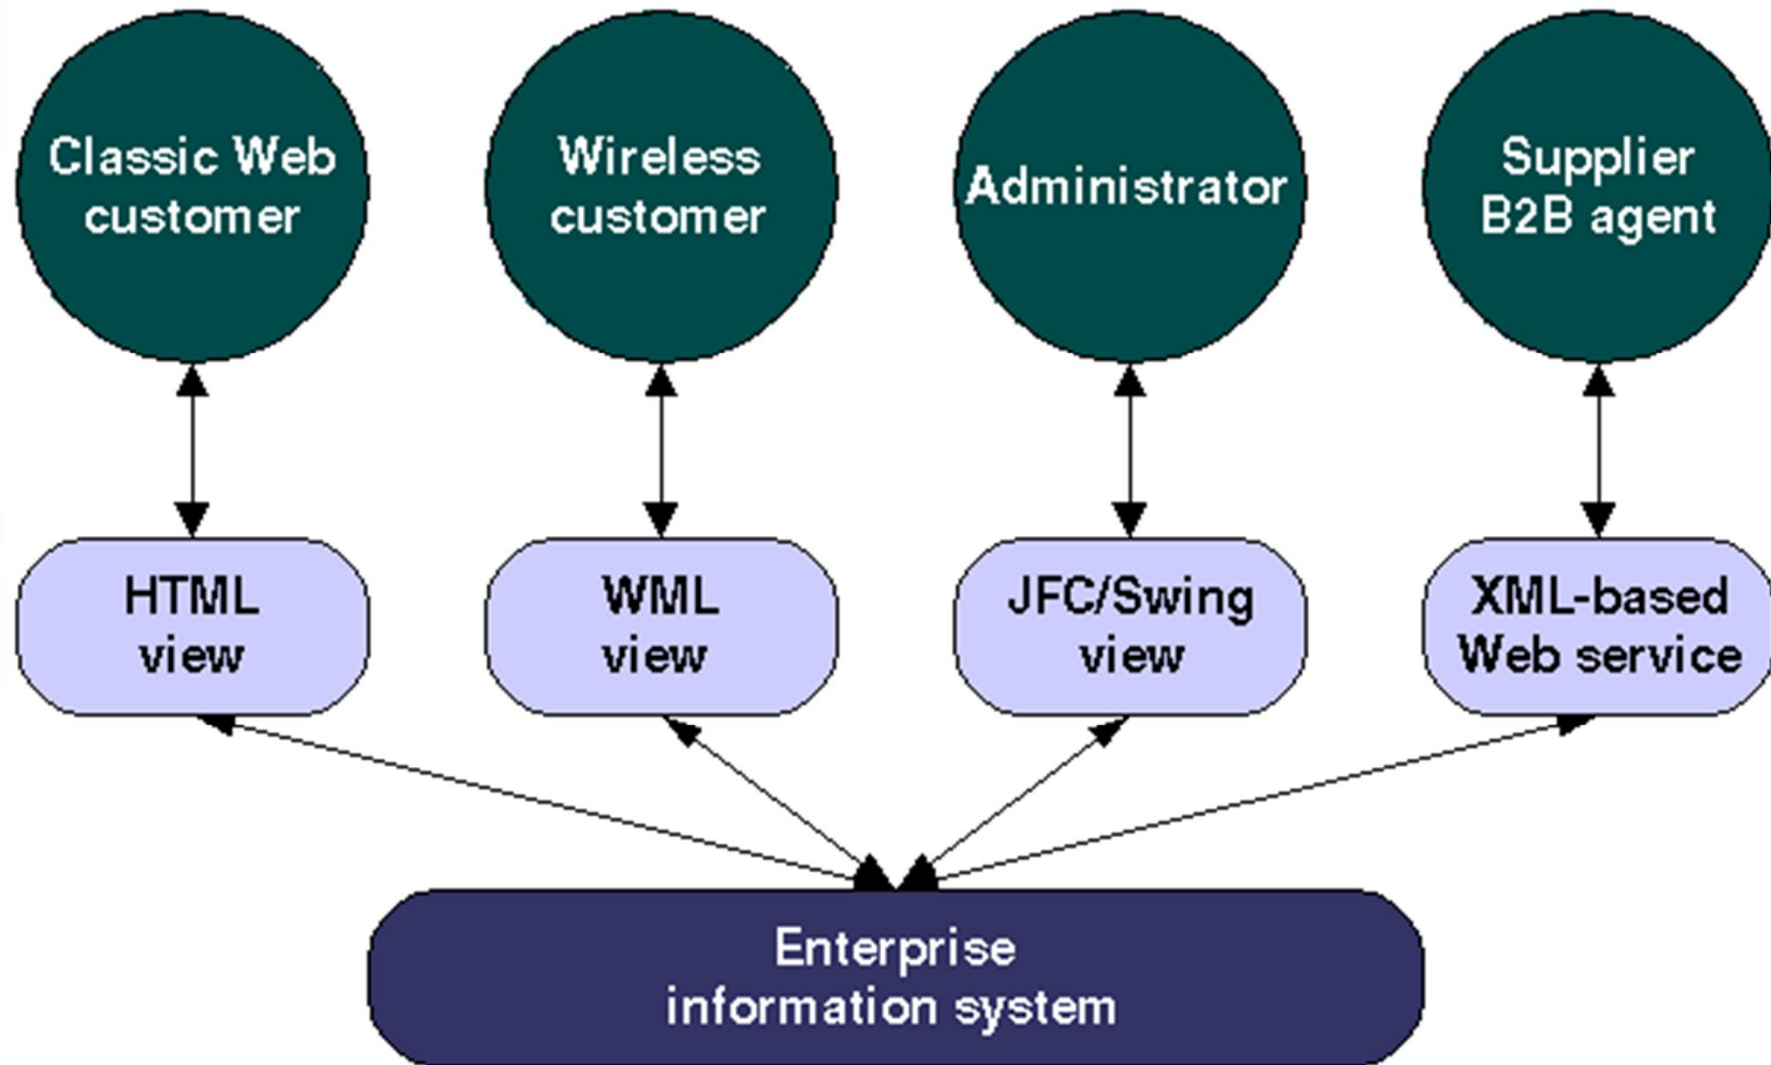 Classic Web
customer
Wireless
customer
Administrator
Supplier
B2B agent
HTML
view
WML
view
JFC/Swing
view
XML-based
Web service
Enterprise
information system